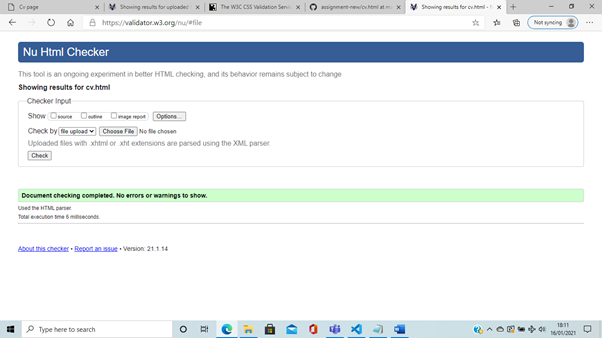 Cv page
Showing results for uploaded
The W3C CSS Validation Servi
assignment-new/cv.html at m
Showing results for cv.html - N
https://validator.w3.org/nu/#file
Not syncing
Nu Html Checker
This tool is an ongoing experiment in better HTML checking, and its behavior remains subject to change
Showing results for cv.html
Checker Input
Show source outline image report Options...
Check by file upload Choose File No file chosen
Uploaded files with .xhtml or .xht extensions are parsed using the XML parser.
Check
Document checking completed. No errors or warnings to show.
Used the HTML parser.
Total execution time 6 milliseconds.
About this checker • Report an issue • Version: 21.1.14
Type here to search
18:11
16/01/2021